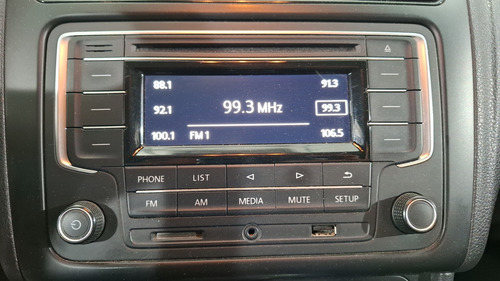 88.1 91.3
92.1 99.3 MHz 99.3
100.1 FM 1 106.5
PHONE LIST
FM AM MEDIA MUTE SETUP